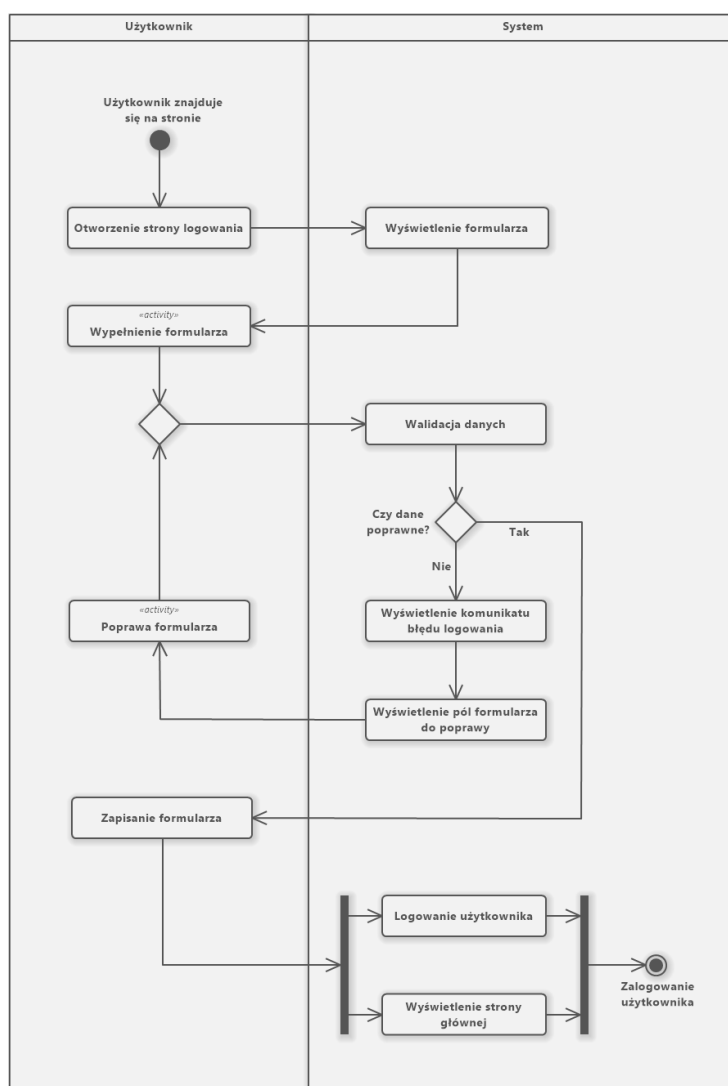 Użytkownik
System
Użytkownik znajduje
się na stronie
Otworzenie strony logowania
Wyświetlenie formularza
«activity»
Wypełnienie formularza
Walidacja danych
Czy dane
poprawne?
Tak
Nie
Wyświetlenie komunikatu
błędu logowania
«activity»
Poprawa formularza
Wyświetlenie pól formularza
do poprawy
Zapisanie formularza
Logowanie użytkownika
Zalogowanie
użytkownika
Wyświetlenie strony
głównej